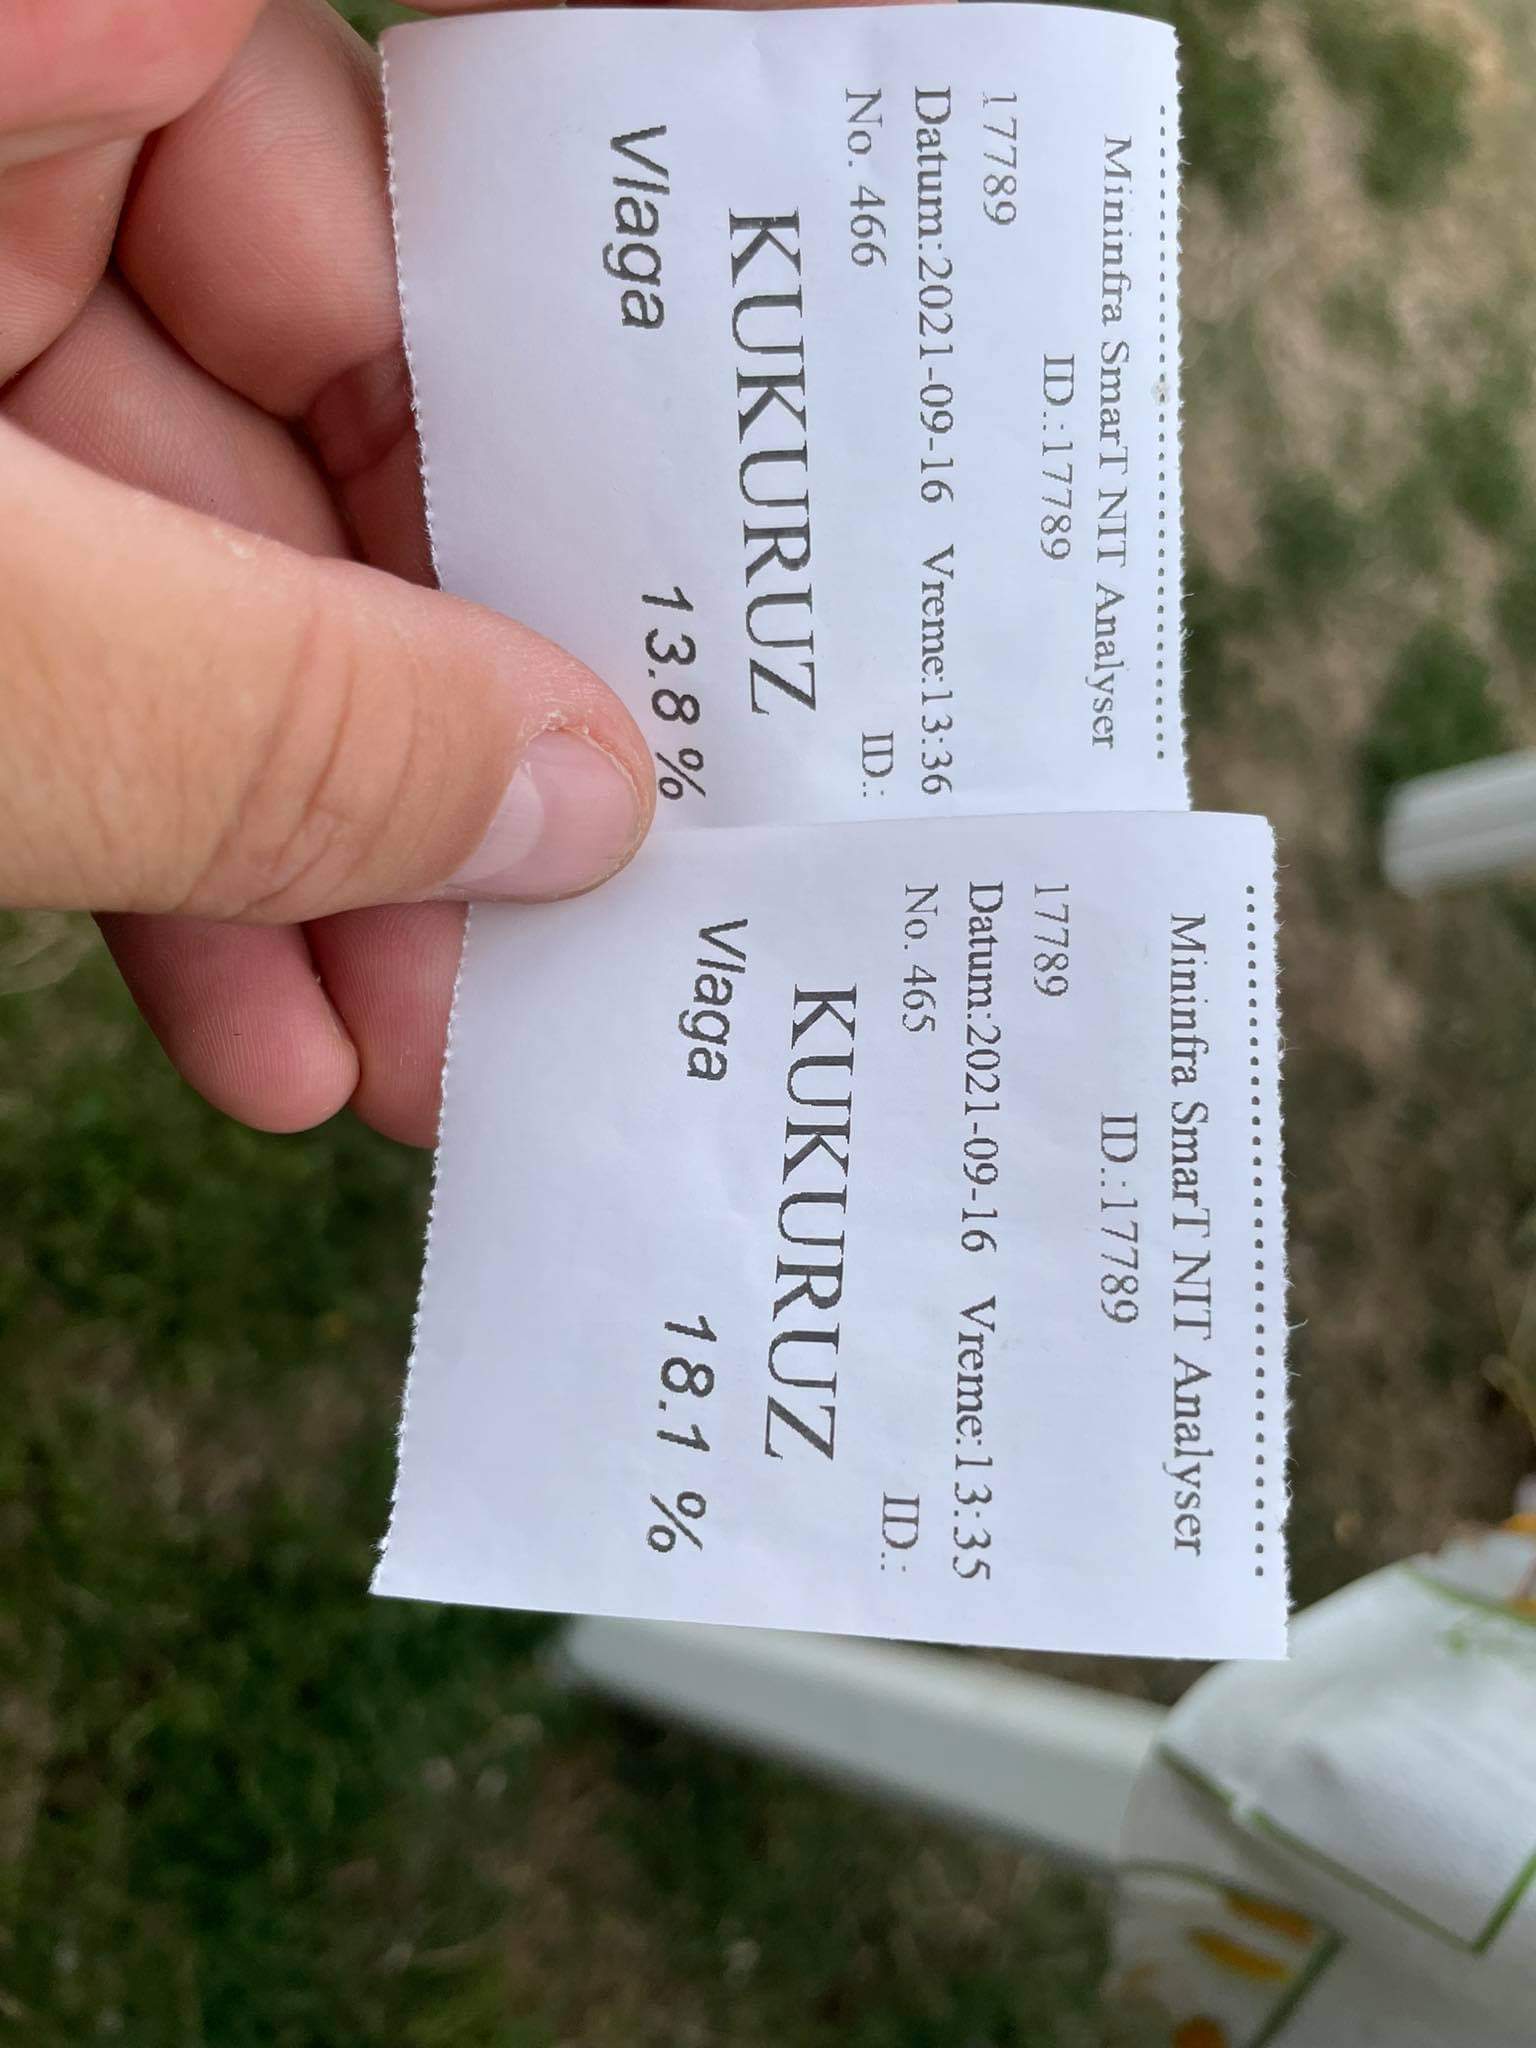 Mininfra SmarT NIT Analyser
ID.:17789
17789
Datum:2021-09-16 Vreme:13:36
No. 466 ID.:
KUKURUZ
Vlaga 13.8 %
Mininfra SmarT NIT Analyser
ID.:17789
17789
Datum:2021-09-16 Vreme:13:35
No. 465 ID.:
KUKURUZ
Vlaga 18.1 %